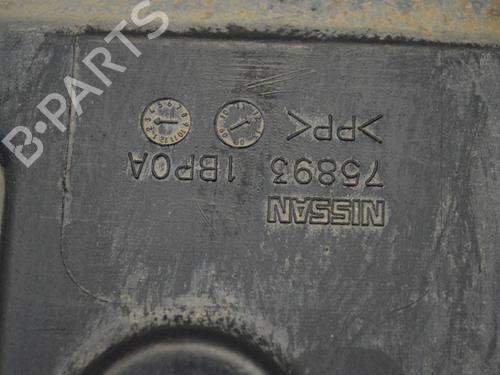 NISSAN
75893 1BP0A
>PP<
B-PARTS